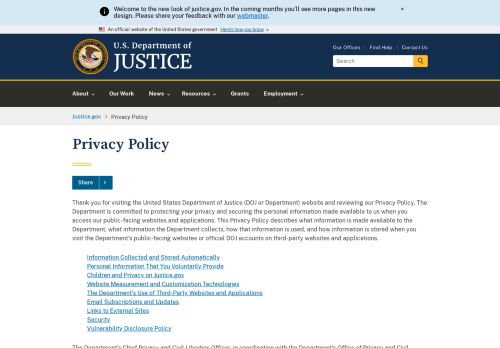 Welcome to the new look of justice.gov. In the coming months you'll see more pages in this new
design. Please share your feedback with our webmaster.
×
An official website of the United States government Here's how you know
U.S. Department of
JUSTICE
Our Offices | Find Help | Contact Us
Search
About
Our Work
News
Resources
Grants
Employment
Justice.gov > Privacy Policy
Privacy Policy
Share >
Thank you for visiting the United States Department of Justice (DOJ or Department) website and reviewing our Privacy Policy. The
Department is committed to protecting your privacy and securing the personal information made available to us when you
access our public-facing websites and applications. This Privacy Policy describes what information is made available to the
Department, what information the Department collects, how that information is used, and how information is stored when you
visit the Department's public-facing websites or official DOJ accounts on third-party websites and applications.
Information Collected and Stored Automatically
Personal Information That You Voluntarily Provide
Children and Privacy on Justice.gov
Website Measurement and Customization Technologies
The Department's Use of Third-Party Websites and Applications
Email Subscriptions and Updates
Links to External Sites
Security
Vulnerability Disclosure Policy
The Department's Chief Privacy and Civil Liberties Officer, in coordination with the Department's Office of Privacy and Civil